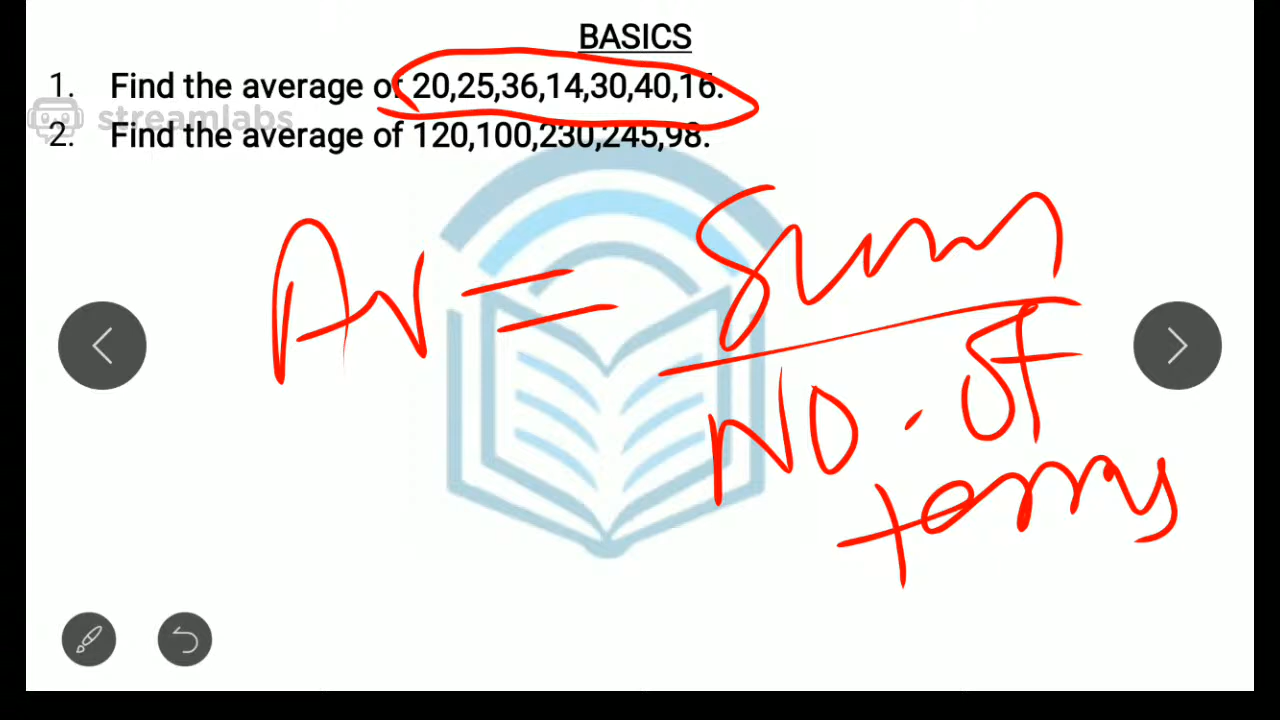 BASICS
1. Find the average of 20,25,36,14,30,40,16.
streamlabs
2. Find the average of 120,100,230,245,98.
Av = Sum
No. of
terms